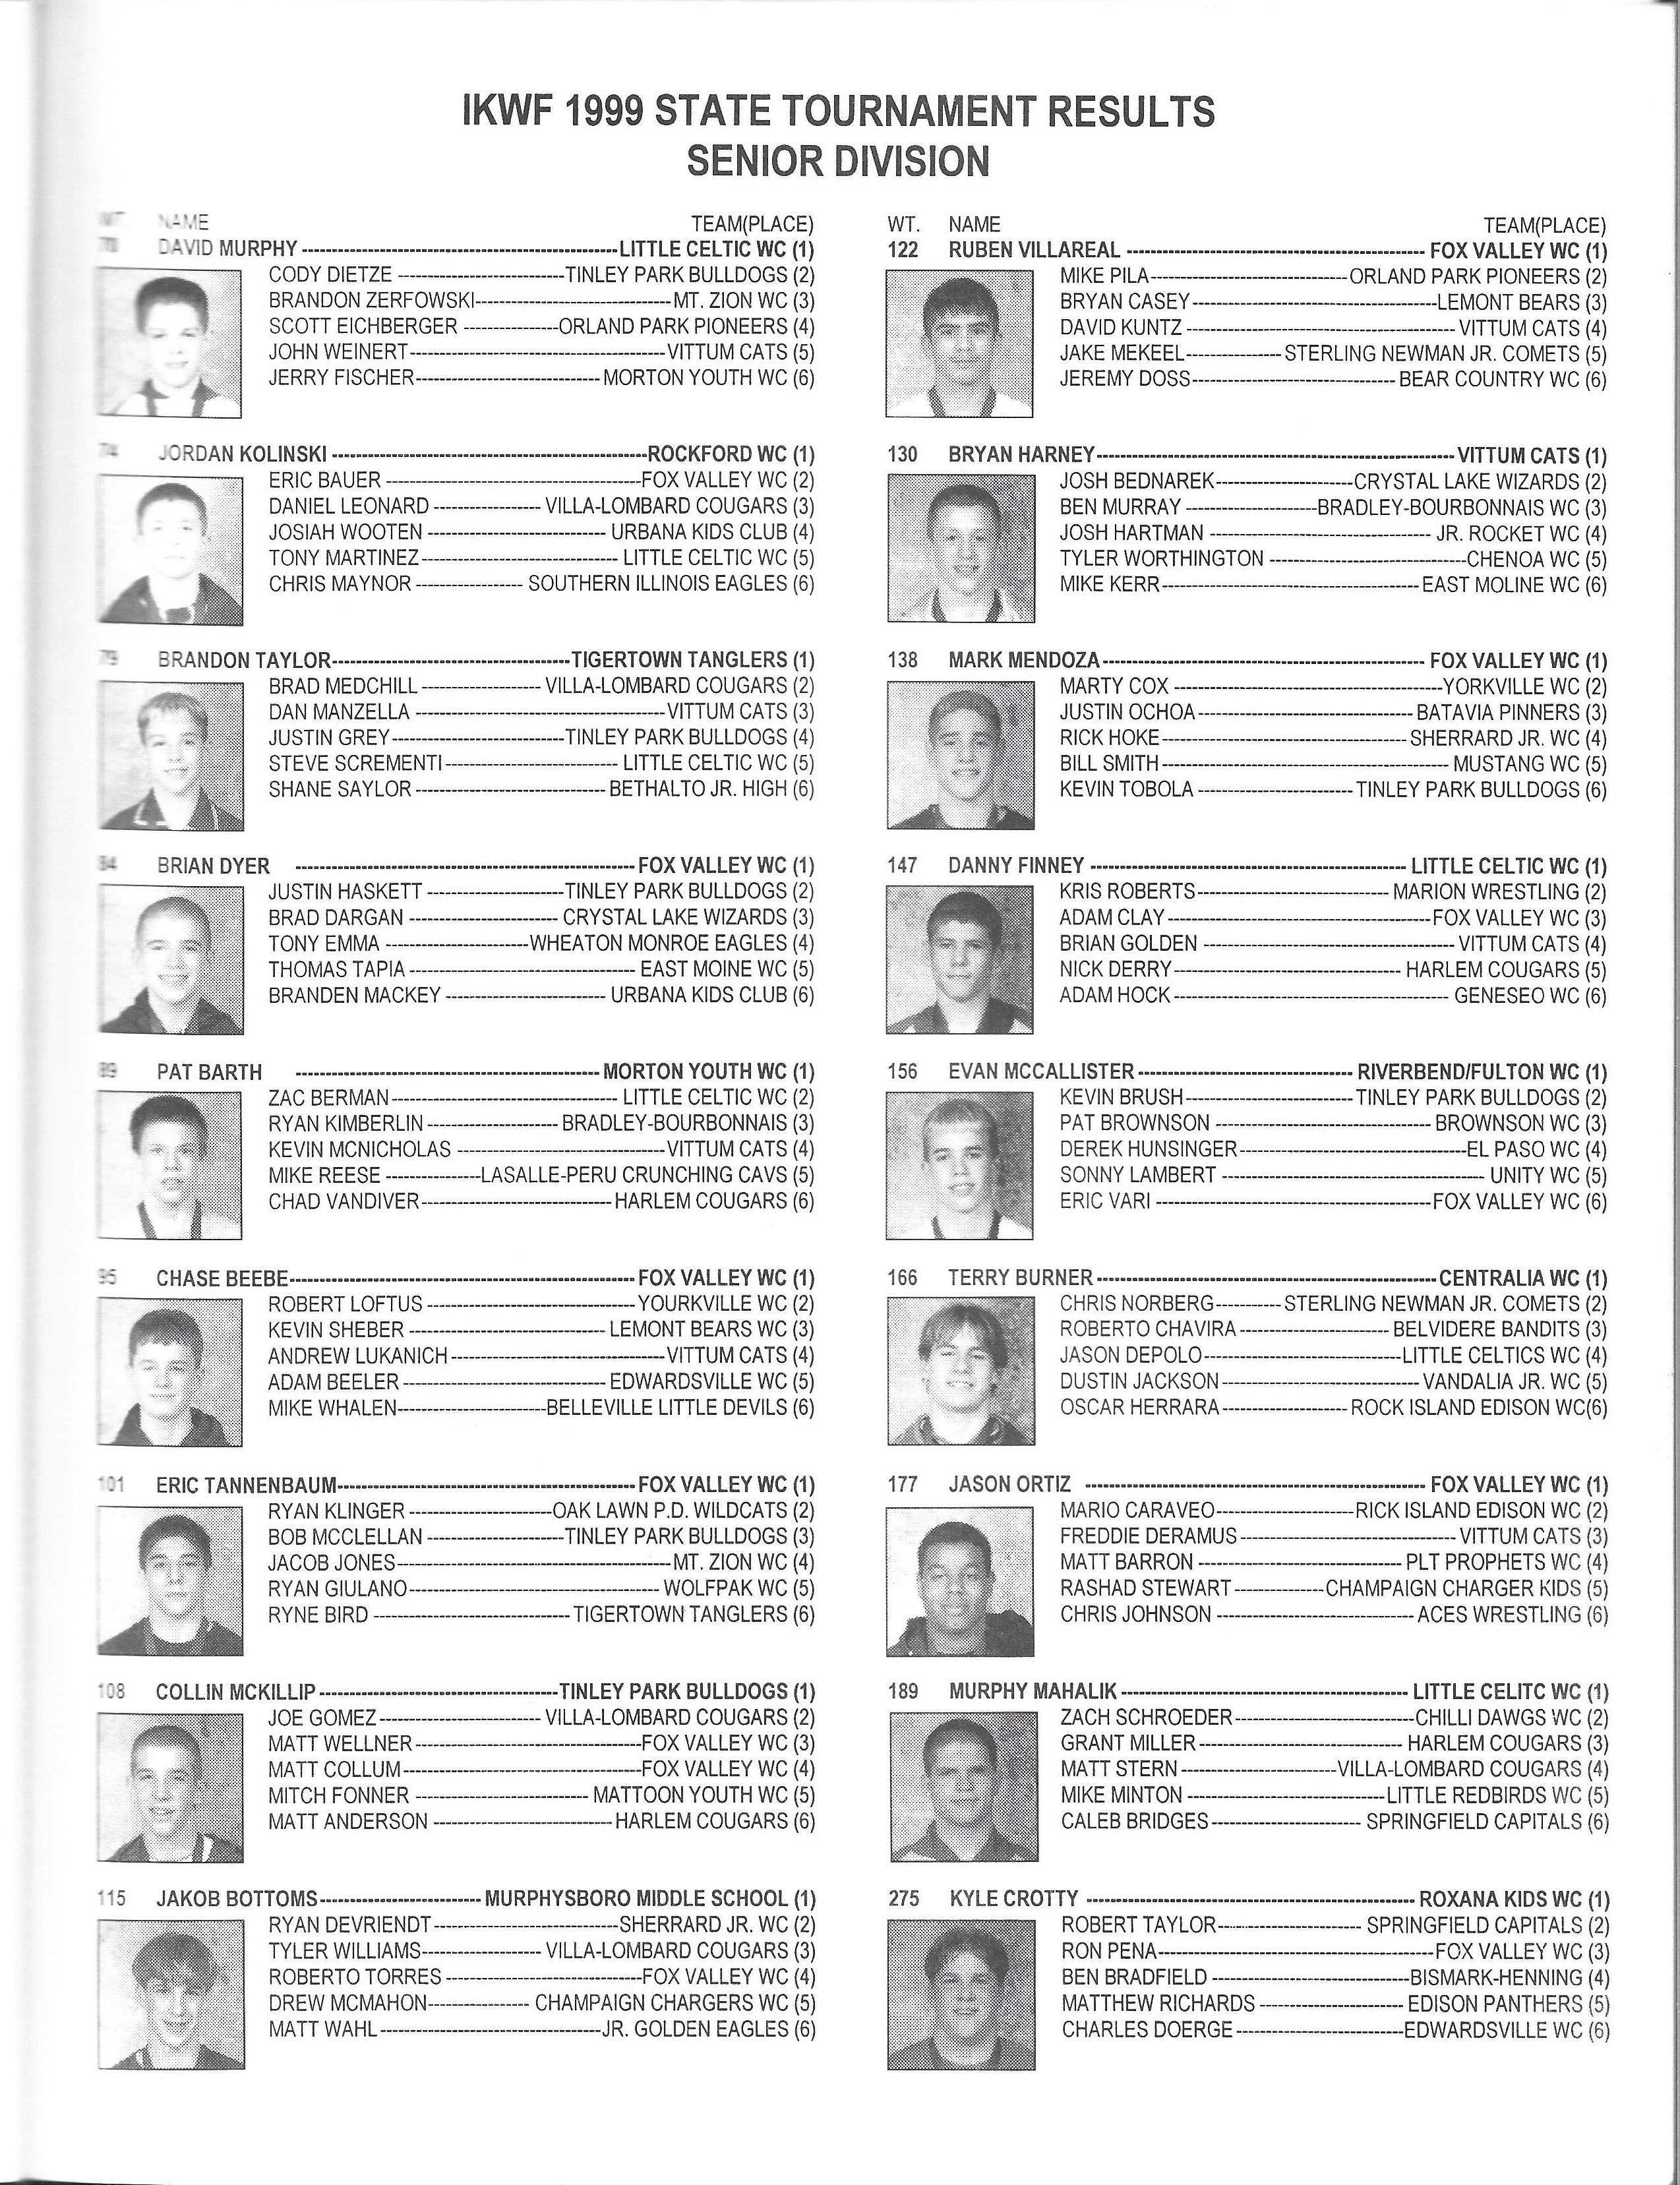 IKWF 1999 STATE TOURNAMENT RESULTS
SENIOR DIVISION
WT. NAME TEAM(PLACE)
70 DAVID MURPHY LITTLE CELTIC WC (1)
CODY DIETZE TINLEY PARK BULLDOGS (2)
BRANDON ZERFOWSKI MT. ZION WC (3)
SCOTT EICHBERGER ORLAND PARK PIONEERS (4)
JOHN WEINERT VITTUM CATS (5)
JERRY FISCHER MORTON YOUTH WC (6)
74 JORDAN KOLINSKI ROCKFORD WC (1)
ERIC BAUER FOX VALLEY WC (2)
DANIEL LEONARD VILLA-LOMBARD COUGARS (3)
JOSIAH WOOTEN URBANA KIDS CLUB (4)
TONY MARTINEZ LITTLE CELTIC WC (5)
CHRIS MAYNOR SOUTHERN ILLINOIS EAGLES (6)
79 BRANDON TAYLOR TIGERTOWN TANGLERS (1)
BRAD MEDCHILL VILLA-LOMBARD COUGARS (2)
DAN MANZELLA VITTUM CATS (3)
JUSTIN GREY TINLEY PARK BULLDOGS (4)
STEVE SCREMENTI LITTLE CELTIC WC (5)
SHANE SAYLOR BETHALTO JR. HIGH (6)
84 BRIAN DYER FOX VALLEY WC (1)
JUSTIN HASKETT TINLEY PARK BULLDOGS (2)
BRAD DARGAN CRYSTAL LAKE WIZARDS (3)
TONY EMMA WHEATON MONROE EAGLES (4)
THOMAS TAPIA EAST MOINE WC (5)
BRANDEN MACKEY URBANA KIDS CLUB (6)
89 PAT BARTH MORTON YOUTH WC (1)
ZAC BERMAN LITTLE CELTIC WC (2)
RYAN KIMBERLIN BRADLEY-BOURBONNAIS (3)
KEVIN MCNICHOLAS VITTUM CATS (4)
MIKE REESE LASALLE-PERU CRUNCHING CAVS (5)
CHAD VANDIVER HARLEM COUGARS (6)
95 CHASE BEEBE FOX VALLEY WC (1)
ROBERT LOFTUS YOURKVILLE WC (2)
KEVIN SHEBER LEMONT BEARS WC (3)
ANDREW LUKANICH VITTUM CATS (4)
ADAM BEELER EDWARDSVILLE WC (5)
MIKE WHALEN BELLEVILLE LITTLE DEVILS (6)
101 ERIC TANNENBAUM FOX VALLEY WC (1)
RYAN KLINGER OAK LAWN P.D. WILDCATS (2)
BOB MCCLELLAN TINLEY PARK BULLDOGS (3)
JACOB JONES MT. ZION WC (4)
RYAN GIULANO WOLFPAK WC (5)
RYNE BIRD TIGERTOWN TANGLERS (6)
108 COLLIN MCKILLIP TINLEY PARK BULLDOGS (1)
JOE GOMEZ VILLA-LOMBARD COUGARS (2)
MATT WELLNER FOX VALLEY WC (3)
MATT COLLUM FOX VALLEY WC (4)
MITCH FONNER MATTOON YOUTH WC (5)
MATT ANDERSON HARLEM COUGARS (6)
115 JAKOB BOTTOMS MURPHYSBORO MIDDLE SCHOOL (1)
RYAN DEVRIENDT SHERRARD JR. WC (2)
TYLER WILLIAMS VILLA-LOMBARD COUGARS (3)
ROBERTO TORRES FOX VALLEY WC (4)
DREW MCMAHON CHAMPAIGN CHARGERS WC (5)
MATT WAHL JR. GOLDEN EAGLES (6)
WT. NAME TEAM(PLACE)
122 RUBEN VILLAREAL FOX VALLEY WC (1)
MIKE PILA ORLAND PARK PIONEERS (2)
BRYAN CASEY LEMONT BEARS (3)
DAVID KUNTZ VITTUM CATS (4)
JAKE MEKEEL STERLING NEWMAN JR. COMETS (5)
JEREMY DOSS BEAR COUNTRY WC (6)
130 BRYAN HARNEY VITTUM CATS (1)
JOSH BEDNAREK CRYSTAL LAKE WIZARDS (2)
BEN MURRAY BRADLEY-BOURBONNAIS WC (3)
JOSH HARTMAN JR. ROCKET WC (4)
TYLER WORTHINGTON CHENOA WC (5)
MIKE KERR EAST MOLINE WC (6)
138 MARK MENDOZA FOX VALLEY WC (1)
MARTY COX YORKVILLE WC (2)
JUSTIN OCHOA BATAVIA PINNERS (3)
RICK HOKE SHERRARD JR. WC (4)
BILL SMITH MUSTANG WC (5)
KEVIN TOBOLA TINLEY PARK BULLDOGS (6)
147 DANNY FINNEY LITTLE CELTIC WC (1)
KRIS ROBERTS MARION WRESTLING (2)
ADAM CLAY FOX VALLEY WC (3)
BRIAN GOLDEN VITTUM CATS (4)
NICK DERRY HARLEM COUGARS (5)
ADAM HOCK GENESEO WC (6)
156 EVAN MCCALLISTER RIVERBEND/FULTON WC (1)
KEVIN BRUSH TINLEY PARK BULLDOGS (2)
PAT BROWNSON BROWNSON WC (3)
DEREK HUNSINGER EL PASO WC (4)
SONNY LAMBERT UNITY WC (5)
ERIC VARI FOX VALLEY WC (6)
166 TERRY BURNER CENTRALIA WC (1)
CHRIS NORBERG STERLING NEWMAN JR. COMETS (2)
ROBERTO CHAVIRA BELVIDERE BANDITS (3)
JASON DEPOLO LITTLE CELTICS WC (4)
DUSTIN JACKSON VANDALIA JR. WC (5)
OSCAR HERRARA ROCK ISLAND EDISON WC(6)
177 JASON ORTIZ FOX VALLEY WC (1)
MARIO CARAVEO RICK ISLAND EDISON WC (2)
FREDDIE DERAMUS VITTUM CATS (3)
MATT BARRON PLT PROPHETS WC (4)
RASHAD STEWART CHAMPAIGN CHARGER KIDS (5)
CHRIS JOHNSON ACES WRESTLING (6)
189 MURPHY MAHALIK LITTLE CELITC WC (1)
ZACH SCHROEDER CHILLI DAWGS WC (2)
GRANT MILLER HARLEM COUGARS (3)
MATT STERN VILLA-LOMBARD COUGARS (4)
MIKE MINTON LITTLE REDBIRDS WC (5)
CALEB BRIDGES SPRINGFIELD CAPITALS (6)
275 KYLE CROTTY ROXANA KIDS WC (1)
ROBERT TAYLOR SPRINGFIELD CAPITALS (2)
RON PENA FOX VALLEY WC (3)
BEN BRADFIELD BISMARK-HENNING (4)
MATTHEW RICHARDS EDISON PANTHERS (5)
CHARLES DOERGE EDWARDSVILLE WC (6)